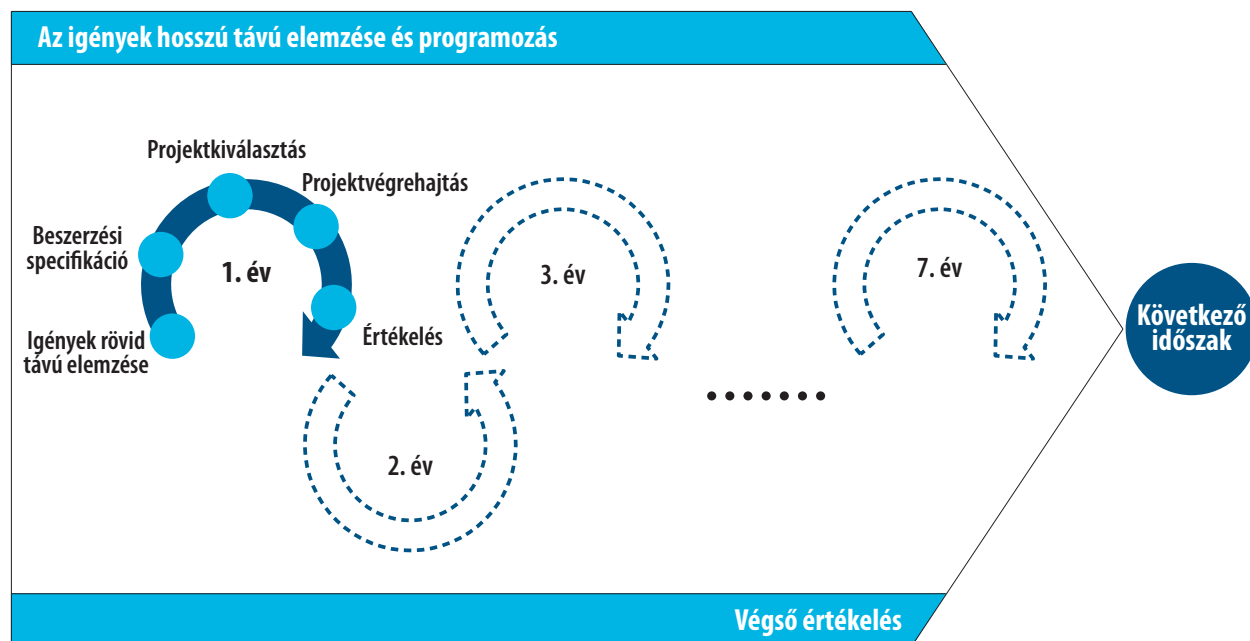 Az igények hosszú távú elemzése és programozás
Projektkiválasztás
Projektvégrehajtás
Beszerzési
specifikáció
1. év
3. év
7. év
Igények rövid
távú elemzése
Értékelés
Következő
időszak
2. év
Végső értékelés